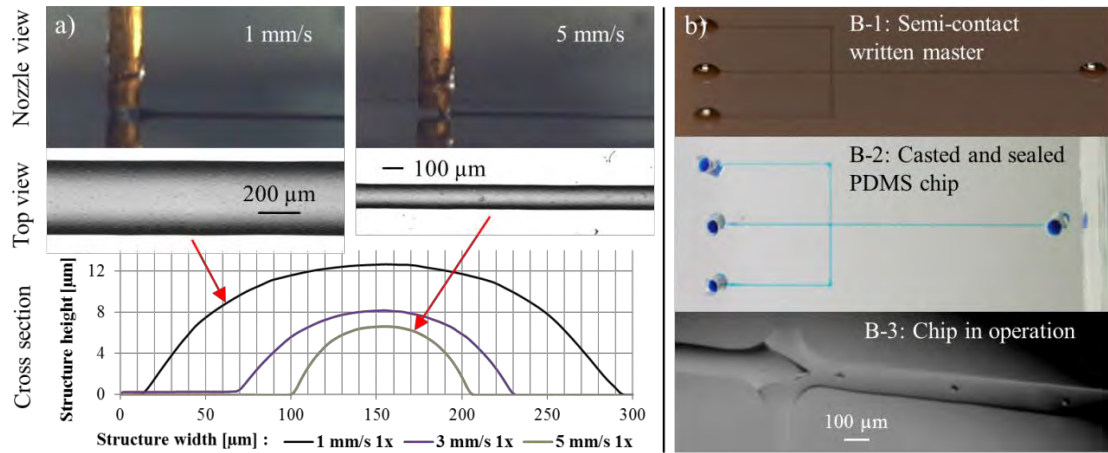 a)
Nozzle view
1 mm/s
5 mm/s
Top view
200 µm
100 µm
Cross section
Structure height [µm]
12
8
4
0
0 50 100 150 200 250 300
Structure width [µm] : 1 mm/s 1x 3 mm/s 1x 5 mm/s 1x
b)
B-1: Semi-contact
written master
B-2: Casted and sealed
PDMS chip
B-3: Chip in operation
100 µm